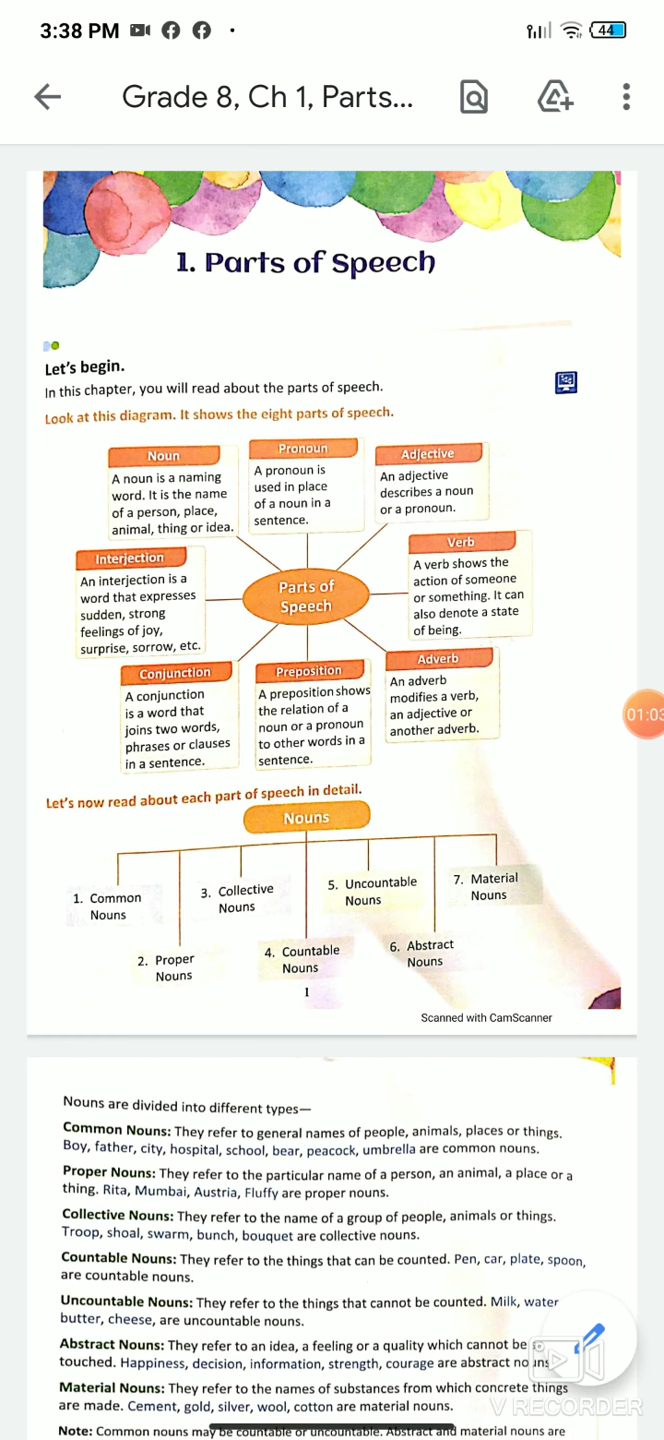 3:38 PM
44
Grade 8, Ch 1, Parts...
1. Parts of Speech
Let's begin.
In this chapter, you will read about the parts of speech.
Look at this diagram. It shows the eight parts of speech.
Noun
A noun is a naming
word. It is the name
of a person, place,
animal, thing or idea.
Pronoun
A pronoun is
used in place
of a noun in a
sentence.
Adjective
An adjective
describes a noun
or a pronoun.
Interjection
An interjection is a
word that expresses
sudden, strong
feelings of joy,
surprise, sorrow, etc.
Parts of
Speech
Verb
A verb shows the
action of someone
or something. It can
also denote a state
of being.
Conjunction
A conjunction
is a word that
joins two words,
phrases or clauses
in a sentence.
Preposition
A preposition shows
the relation of a
noun or a pronoun
to other words in a
sentence.
Adverb
An adverb
modifies a verb,
an adjective or
another adverb.
01:03
Let's now read about each part of speech in detail.
Nouns
1. Common
Nouns
2. Proper
Nouns
3. Collective
Nouns
4. Countable
Nouns
5. Uncountable
Nouns
6. Abstract
Nouns
7. Material
Nouns
1
Scanned with CamScanner
Nouns are divided into different types—
Common Nouns: They refer to general names of people, animals, places or things.
Boy, father, city, hospital, school, bear, peacock, umbrella are common nouns.
Proper Nouns: They refer to the particular name of a person, an animal, a place or a
thing. Rita, Mumbai, Austria, Fluffy are proper nouns.
Collective Nouns: They refer to the name of a group of people, animals or things.
Troop, shoal, swarm, bunch, bouquet are collective nouns.
Countable Nouns: They refer to the things that can be counted. Pen, car, plate, spoon,
are countable nouns.
Uncountable Nouns: They refer to the things that cannot be counted. Milk, water
butter, cheese, are uncountable nouns.
Abstract Nouns: They refer to an idea, a feeling or a quality which cannot be
touched. Happiness, decision, information, strength, courage are abstract nouns
Material Nouns: They refer to the names of substances from which concrete things
are made. Cement, gold, silver, wool, cotton are material nouns.
V RECORDER
Note: Common nouns may be countable or uncountable. Abstract and material nouns are